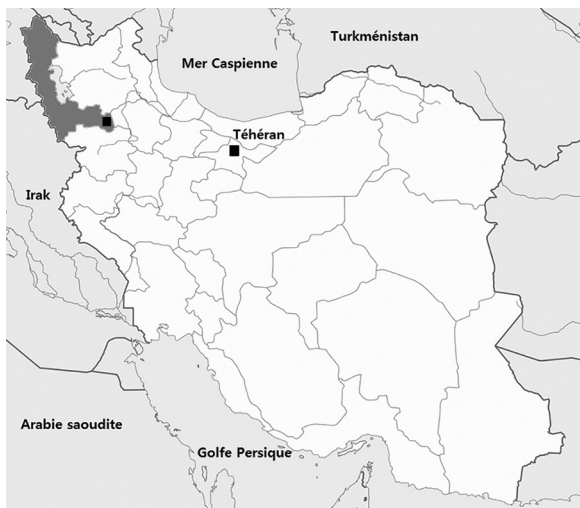 Turkménistan
Mer Caspienne
Téhéran
Irak
Arabie saoudite
Golfe Persique